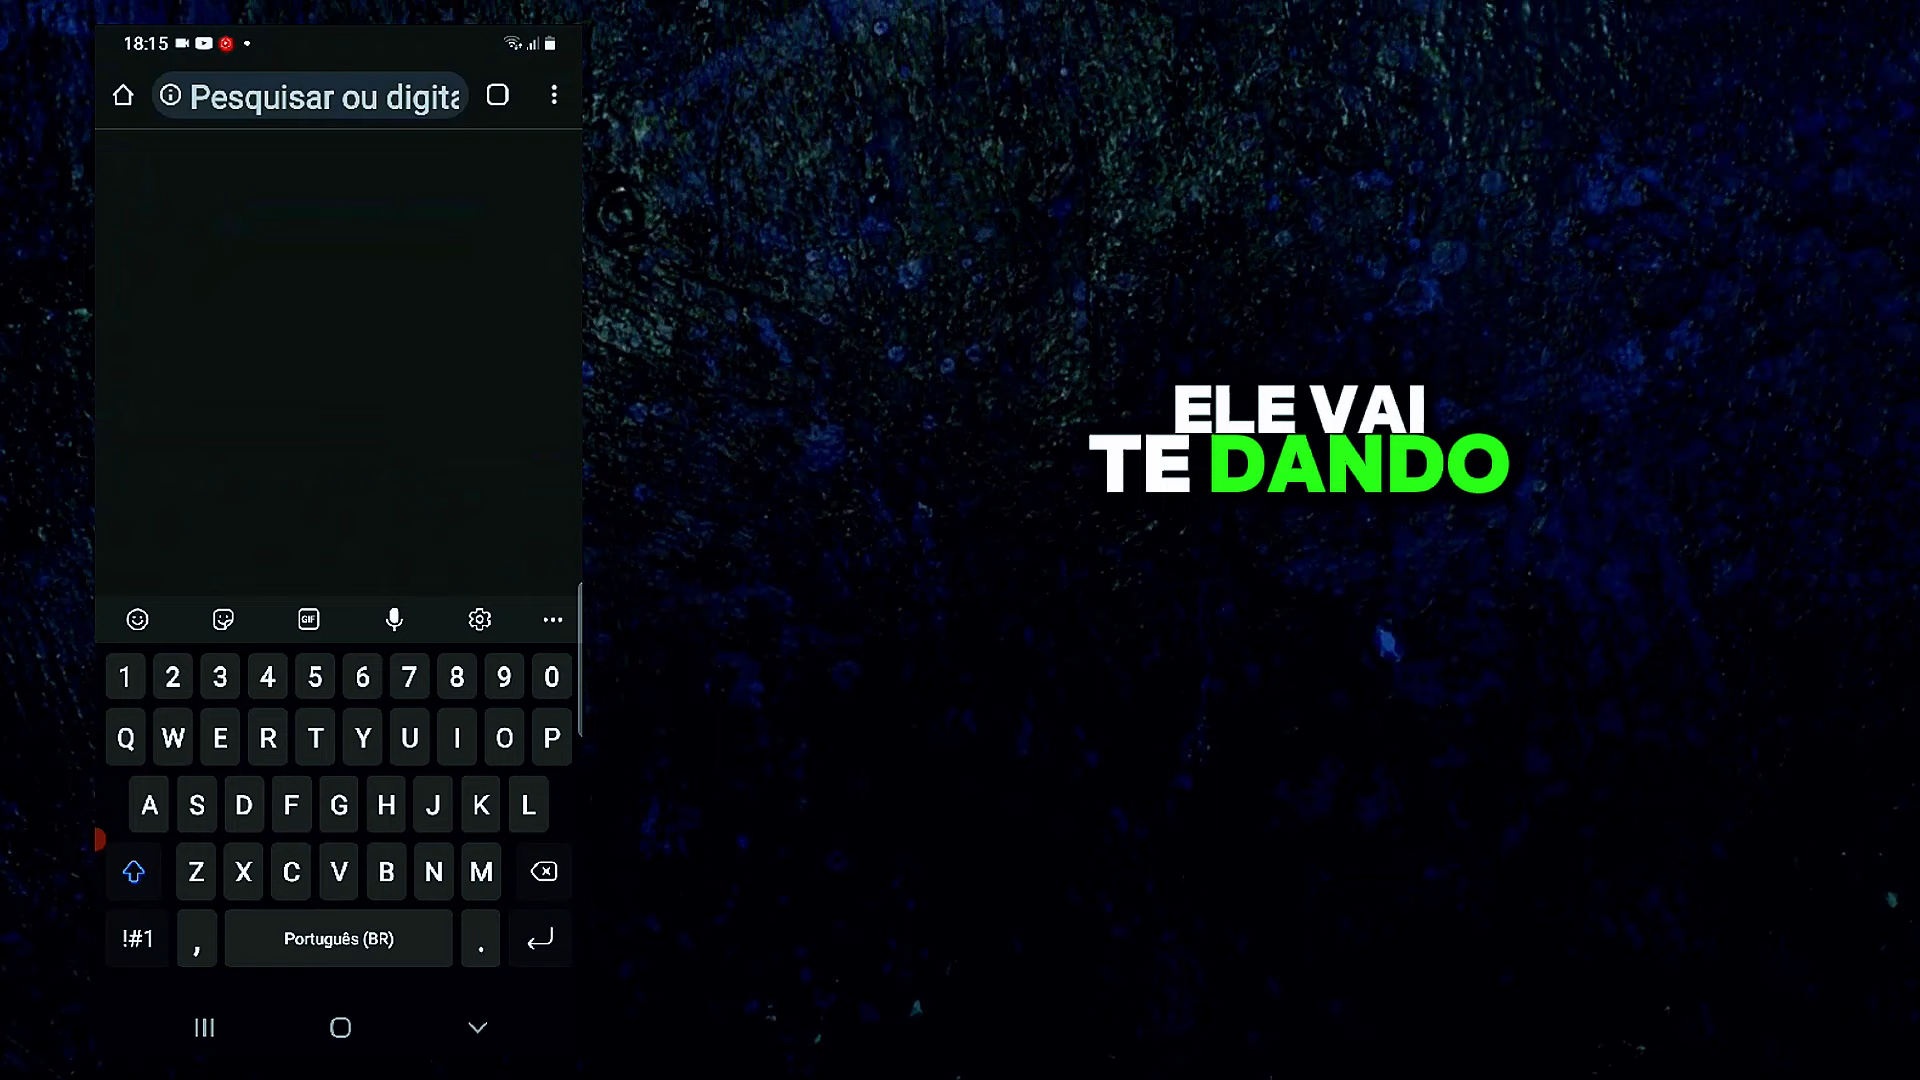 18:15
Pesquisar ou digita
GIF
1 2 3 4 5 6 7 8 9 0
Q W E R T Y U I O P
A S D F G H J K L
Z X C V B N M
!#1 , Português (BR) .
ELE VAI
TE DANDO